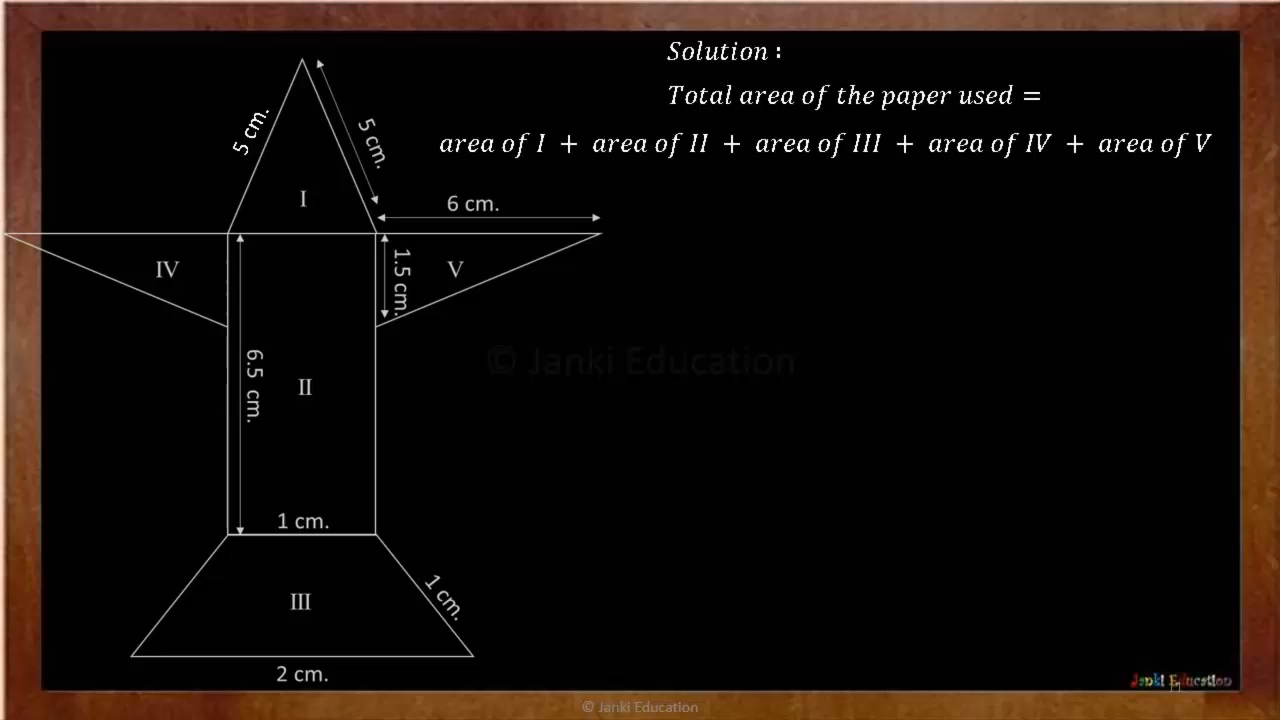 Solution :
Total area of the paper used =
area of I + area of II + area of III + area of IV + area of V
5 cm.
5 cm.
I
6 cm.
IV
1.5 cm.
V
© Janki Education
6.5 cm.
II
1 cm.
III
1 cm.
2 cm.
Janki Education
© Janki Education